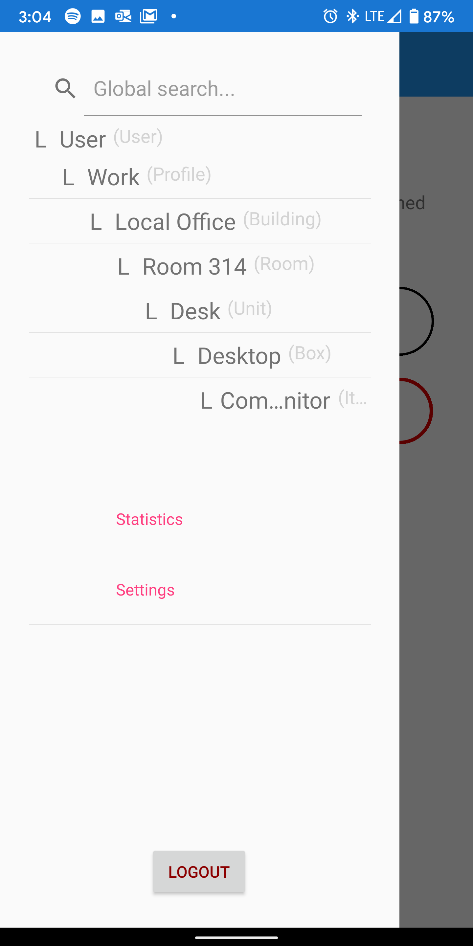 3:04 LTE 87%
Global search...
L User (User)
L Work (Profile)
L Local Office (Building)
L Room 314 (Room)
L Desk (Unit)
L Desktop (Box)
L Com...nitor (It...
Statistics
Settings
LOGOUT